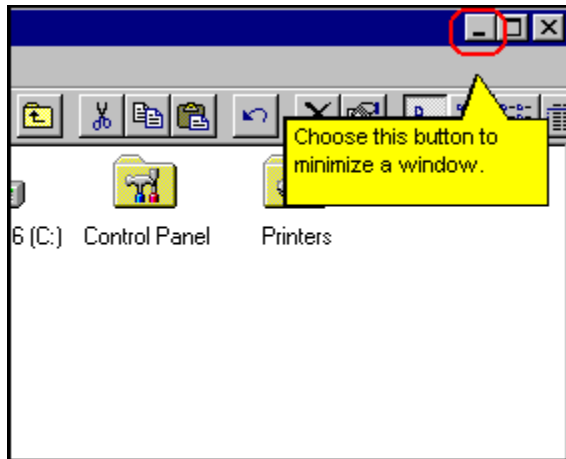 Choose this button to
minimize a window.
6 (C:) Control Panel Printers